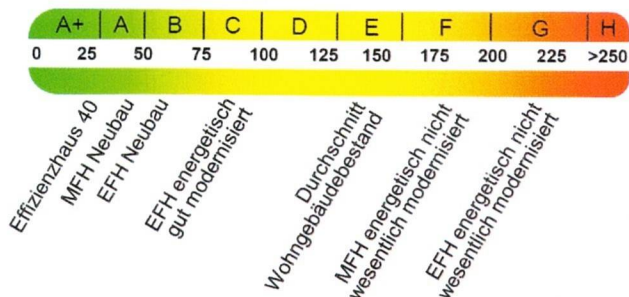 A+ A B C D E F G H
0 25 50 75 100 125 150 175 200 225 >250
Effizienzhaus 40
MFH Neubau
EFH Neubau
EFH energetisch
gut modernisiert
Durchschnitt
Wohngebäudebestand
MFH energetisch nicht
wesentlich modernisiert
EFH energetisch nicht
wesentlich modernisiert